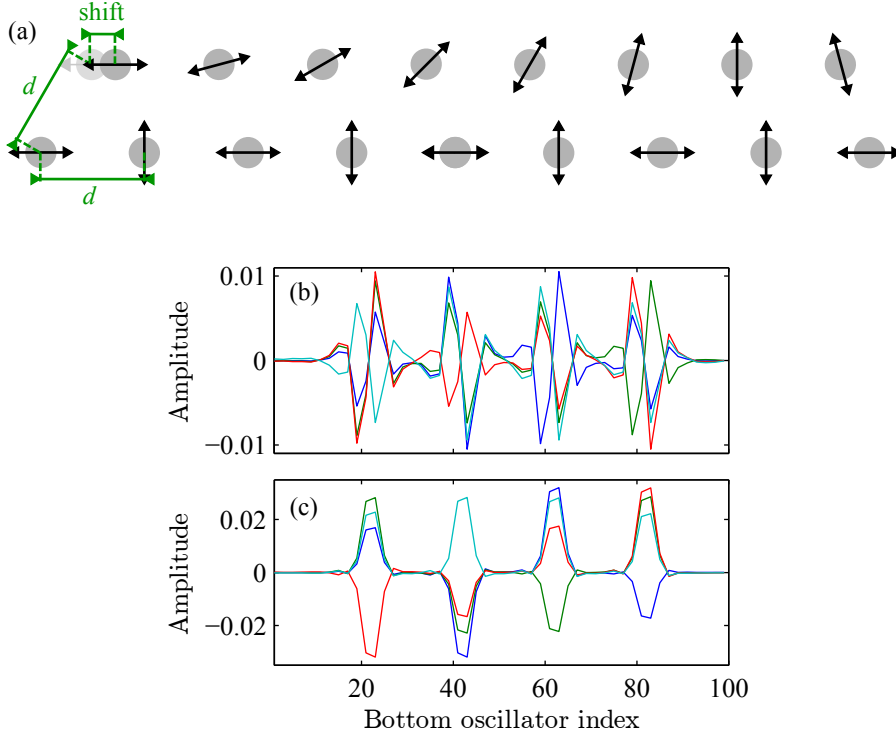 shift
(a)
d
d
(b)
0.01
0
−0.01
Amplitude
(c)
0.02
0
−0.02
Amplitude
20
40
60
80
100
Bottom oscillator index